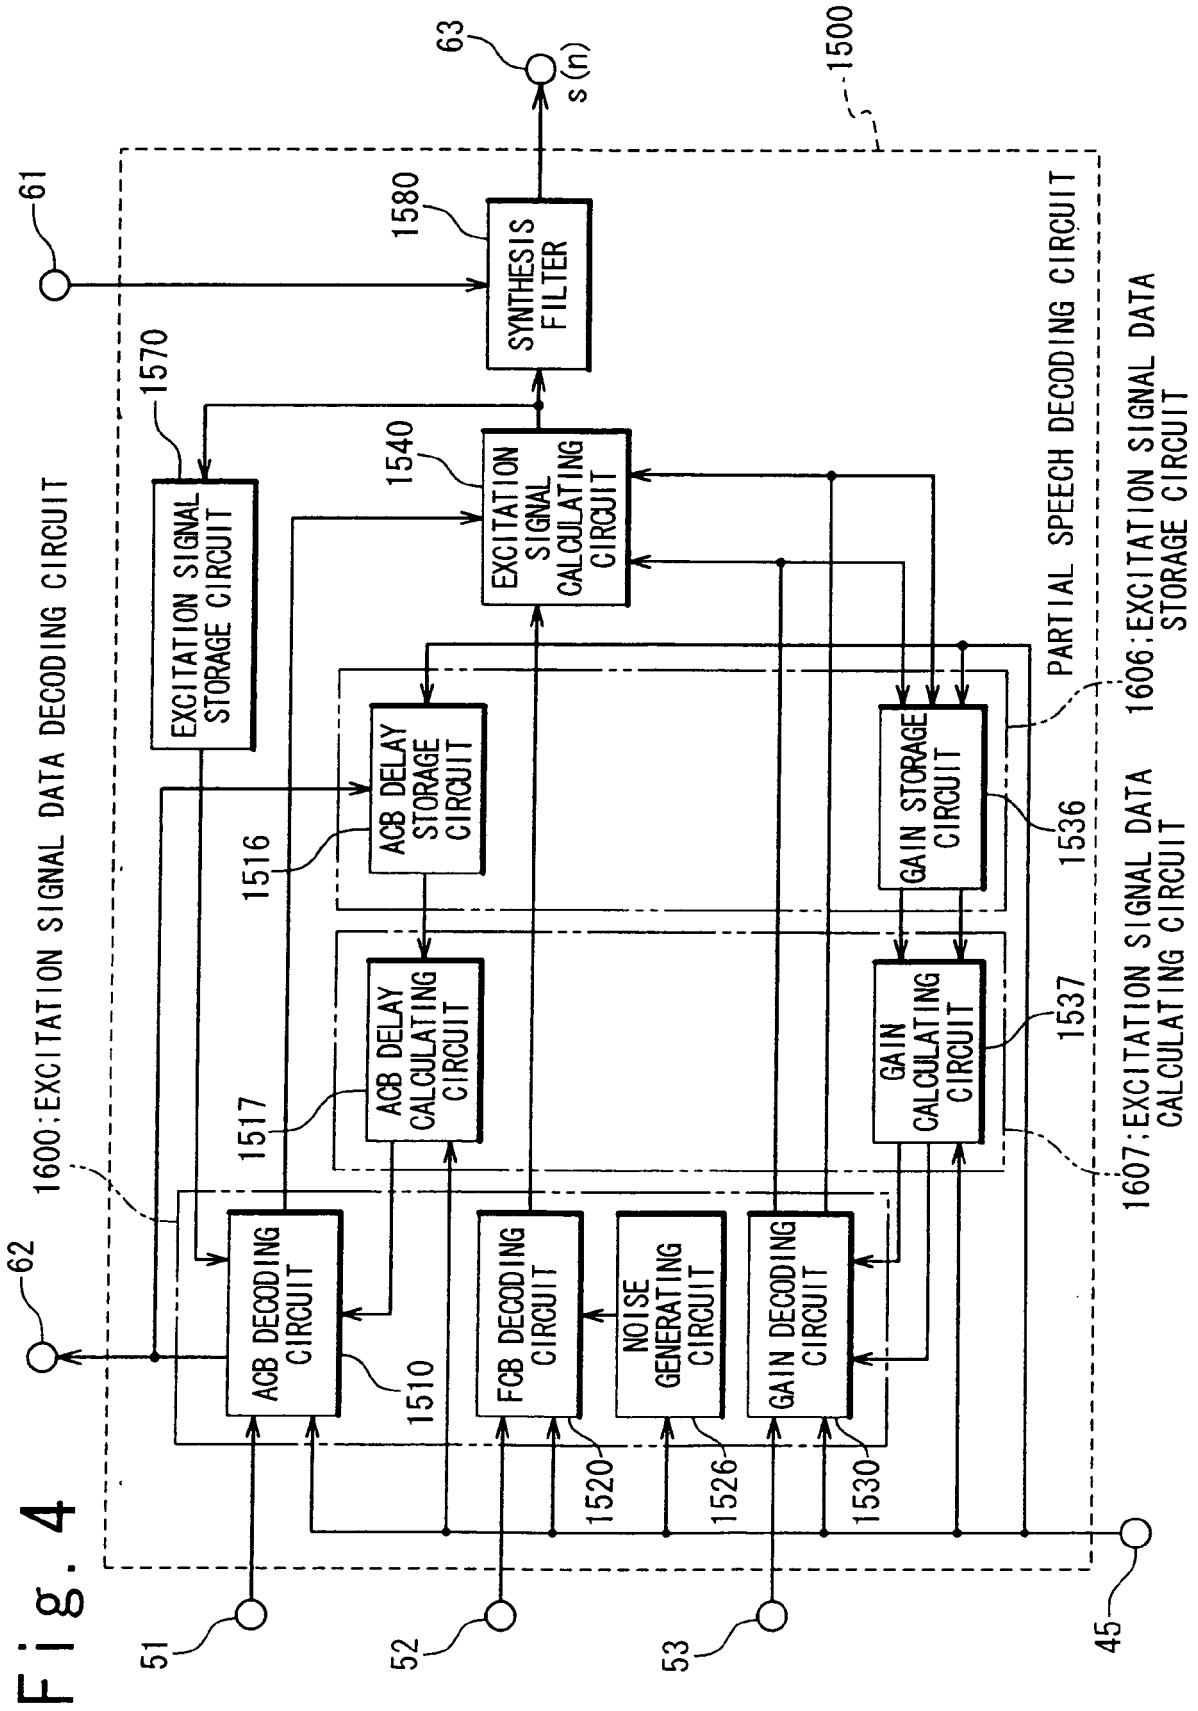 Fig. 4
1600:EXCITATION SIGNAL DATA DECODING CIRCUIT
62
61
63
s(n)
51
52
53
45
1500
PARTIAL SPEECH DECODING CIRCUIT
EXCITATION SIGNAL
STORAGE CIRCUIT
1570
ACB DECODING
CIRCUIT
1510
ACB DELAY
CALCULATING
CIRCUIT
1517
ACB DELAY
STORAGE
CIRCUIT
1516
EXCITATION
SIGNAL
CALCULATING
CIRCUIT
1540
SYNTHESIS
FILTER
1580
FCB DECODING
CIRCUIT
1520
NOISE
GENERATING
CIRCUIT
1526
GAIN DECODING
CIRCUIT
1530
GAIN
CALCULATING
CIRCUIT
1537
GAIN STORAGE
CIRCUIT
1536
1607:EXCITATION SIGNAL DATA
CALCULATING CIRCUIT
1606:EXCITATION SIGNAL DATA
STORAGE CIRCUIT